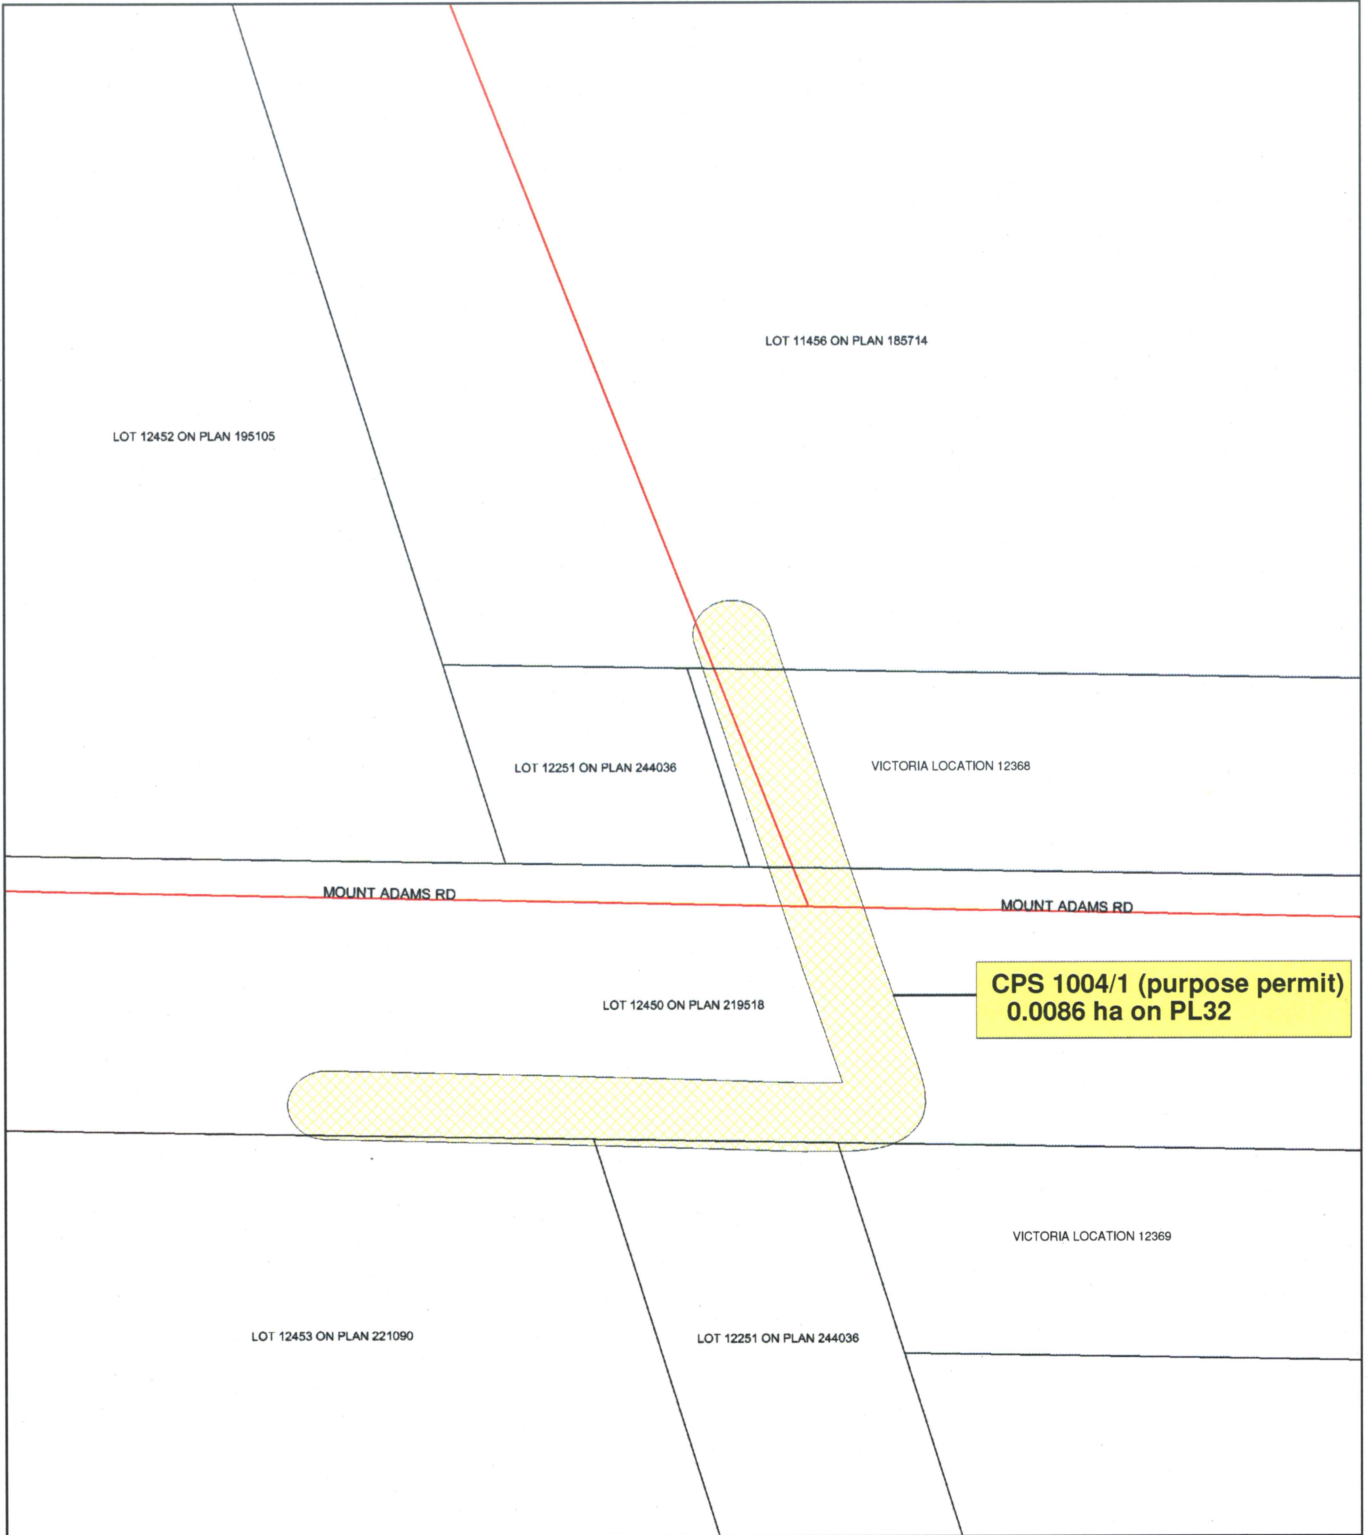 LOT 11456 ON PLAN 185714
LOT 12452 ON PLAN 195105
LOT 12251 ON PLAN 244036
VICTORIA LOCATION 12368
MOUNT ADAMS RD
MOUNT ADAMS RD
CPS 1004/1 (purpose permit)
0.0086 ha on PL32
LOT 12450 ON PLAN 219518
VICTORIA LOCATION 12369
LOT 12453 ON PLAN 221090
LOT 12251 ON PLAN 244036